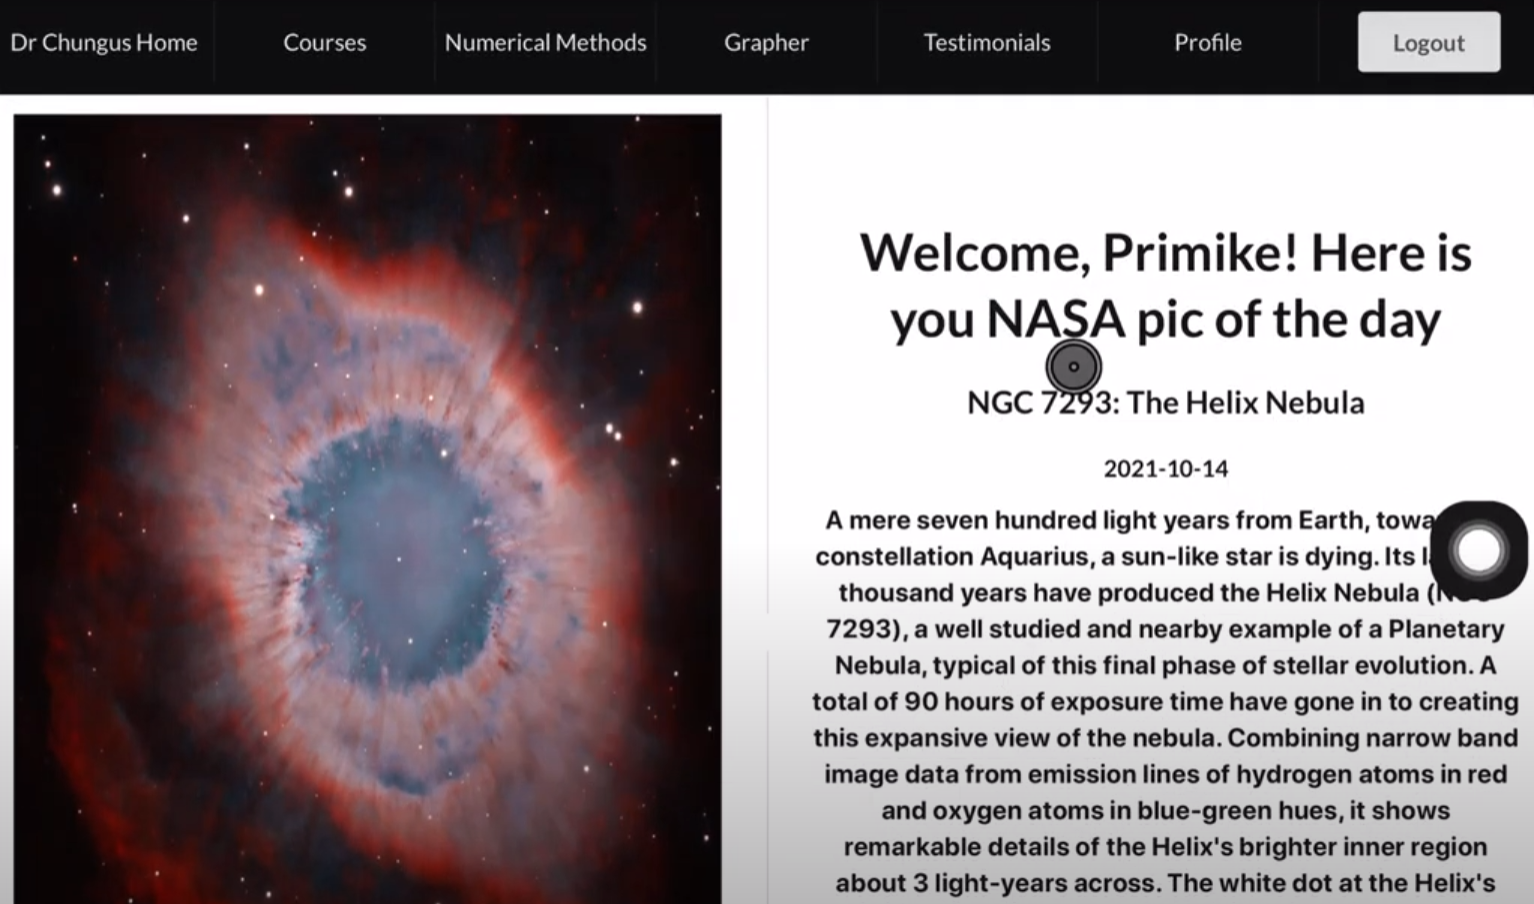 Dr Chungus Home Courses Numerical Methods Grapher Testimonials Profile Logout
Welcome, Primike! Here is
you NASA pic of the day
NGC 7293: The Helix Nebula
2021-10-14
A mere seven hundred light years from Earth,
constellation Aquarius, a sun-like star is dying. Its
thousand years have produced the Helix Nebula
7293), a well studied and nearby example of a Planetary
Nebula, typical of this final phase of stellar evolution. A
total of 90 hours of exposure time have gone in to creating
this expansive view of the nebula. Combining narrow band
image data from emission lines of hydrogen atoms in red
and oxygen atoms in blue-green hues, it shows
remarkable details of the Helix's brighter inner region
about 3 light-years across. The white dot at the Helix's